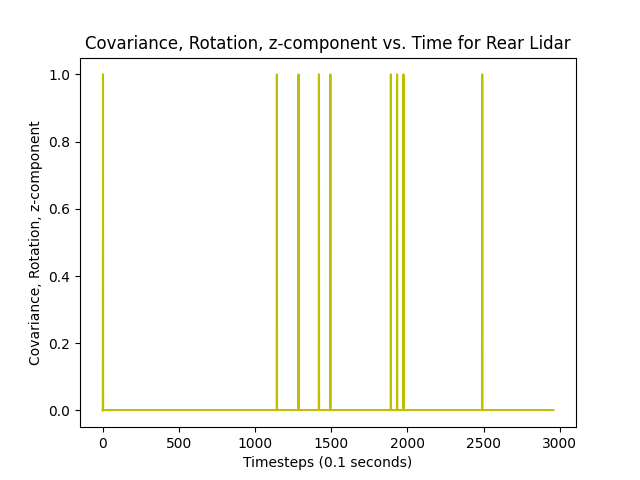 Covariance, Rotation, z-component vs. Time for Rear Lidar
Covariance, Rotation, z-component
1.0
0.8
0.6
0.4
0.2
0.0
0 500 1000 1500 2000 2500 3000
Timesteps (0.1 seconds)